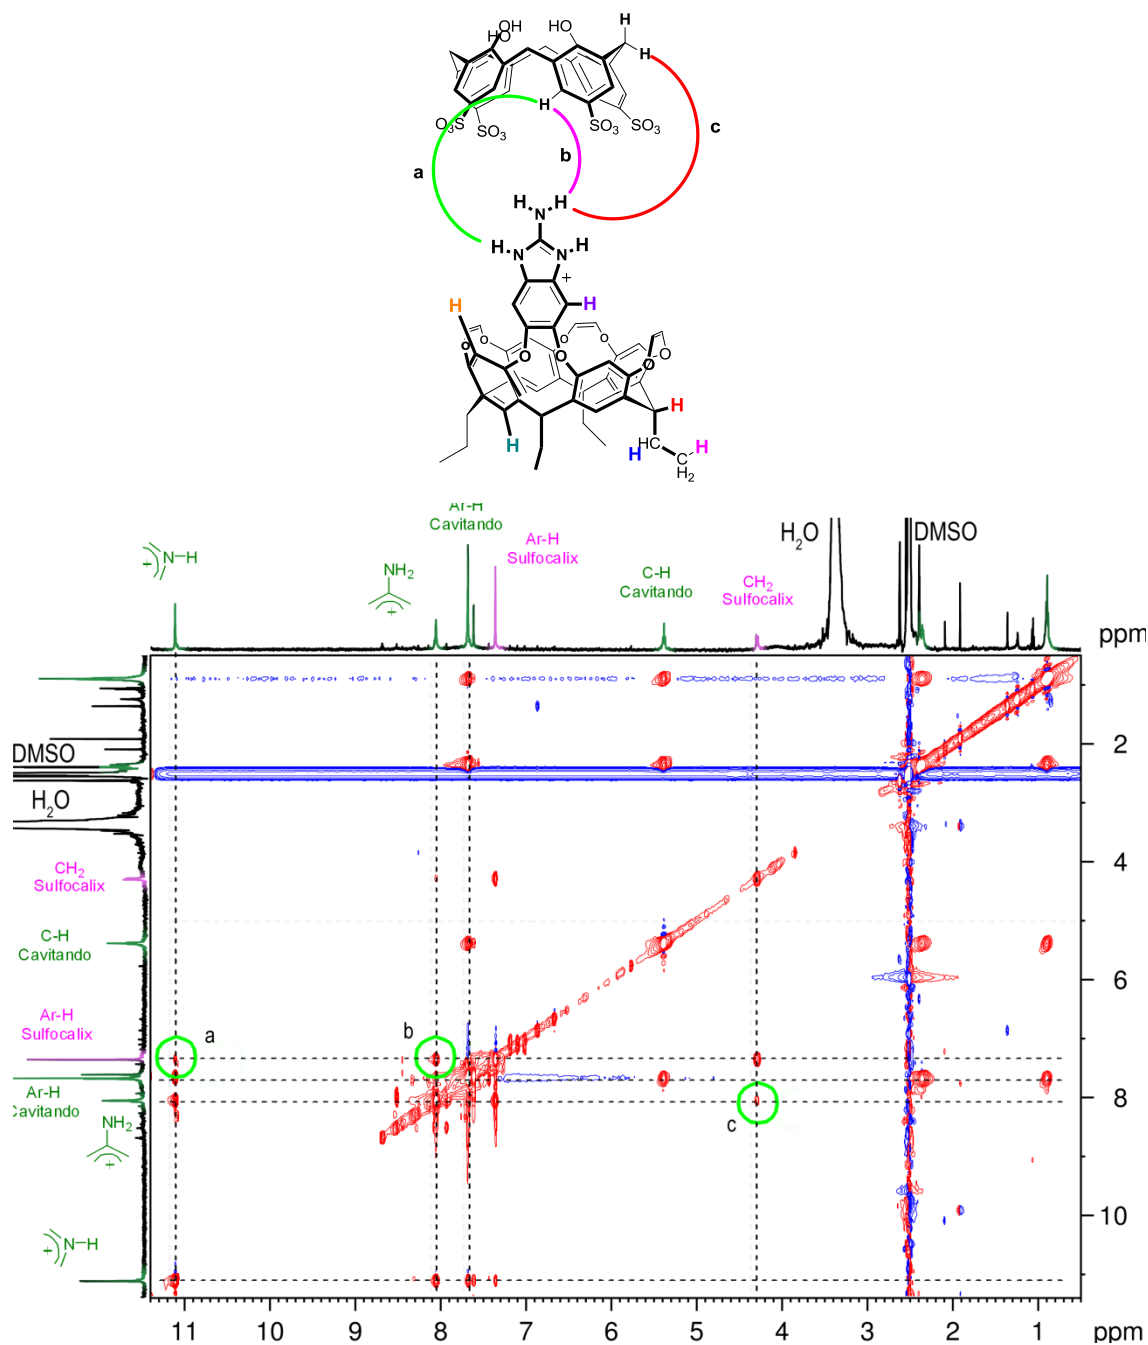 H
OH
HO
HO
H
H
O₃S
SO₃
SO₃
SO₃
c
b
a
H
H
N
H
N
N
H
+
H
H
O
O
O
O
O
O
O
O
H
H
HC
H
H
C
H₂
Ar-H
Cavitando
N-H
+
NH₂
+
Ar-H
Sulfocalix
C-H
Cavitando
CH₂
Sulfocalix
H₂O
DMSO
ppm
DMSO
H₂O
CH₂
Sulfocalix
C-H
Cavitando
Ar-H
Sulfocalix
Ar-H
Cavitando
NH₂
+
N-H
+
a
b
c
2
4
6
8
10
11
10
9
8
7
6
5
4
3
2
1
ppm